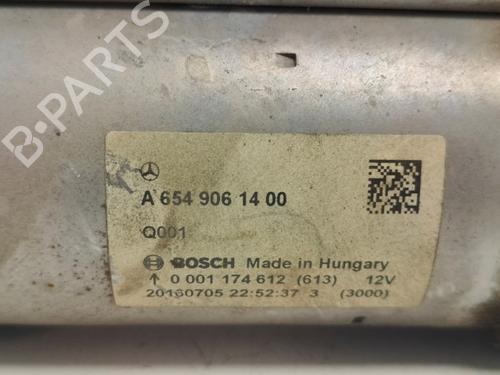 B-PARTS
A 654 906 14 00
Q001
BOSCH Made in Hungary
↑ 0 001 174 612 (613) 12V
20160705 22:52:37 3 (3000)